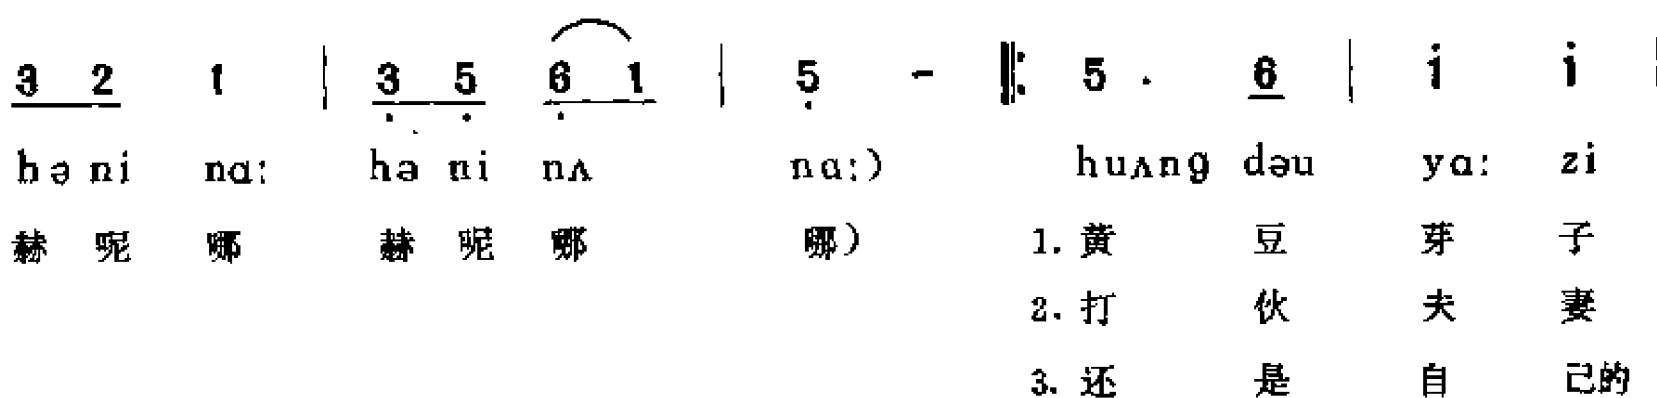 3 2 1 | 3 5 6 1 | 5 - ‖: 5 . 6 | i i |
hə ni nɑ: hə ni nʌ nɑ:) huʌng dəu yɑ: zi
赫 呢 哪 赫 呢 哪 哪) 1. 黄 豆 芽 子
2. 打 伙 夫 妻
3. 还 是 自 己的